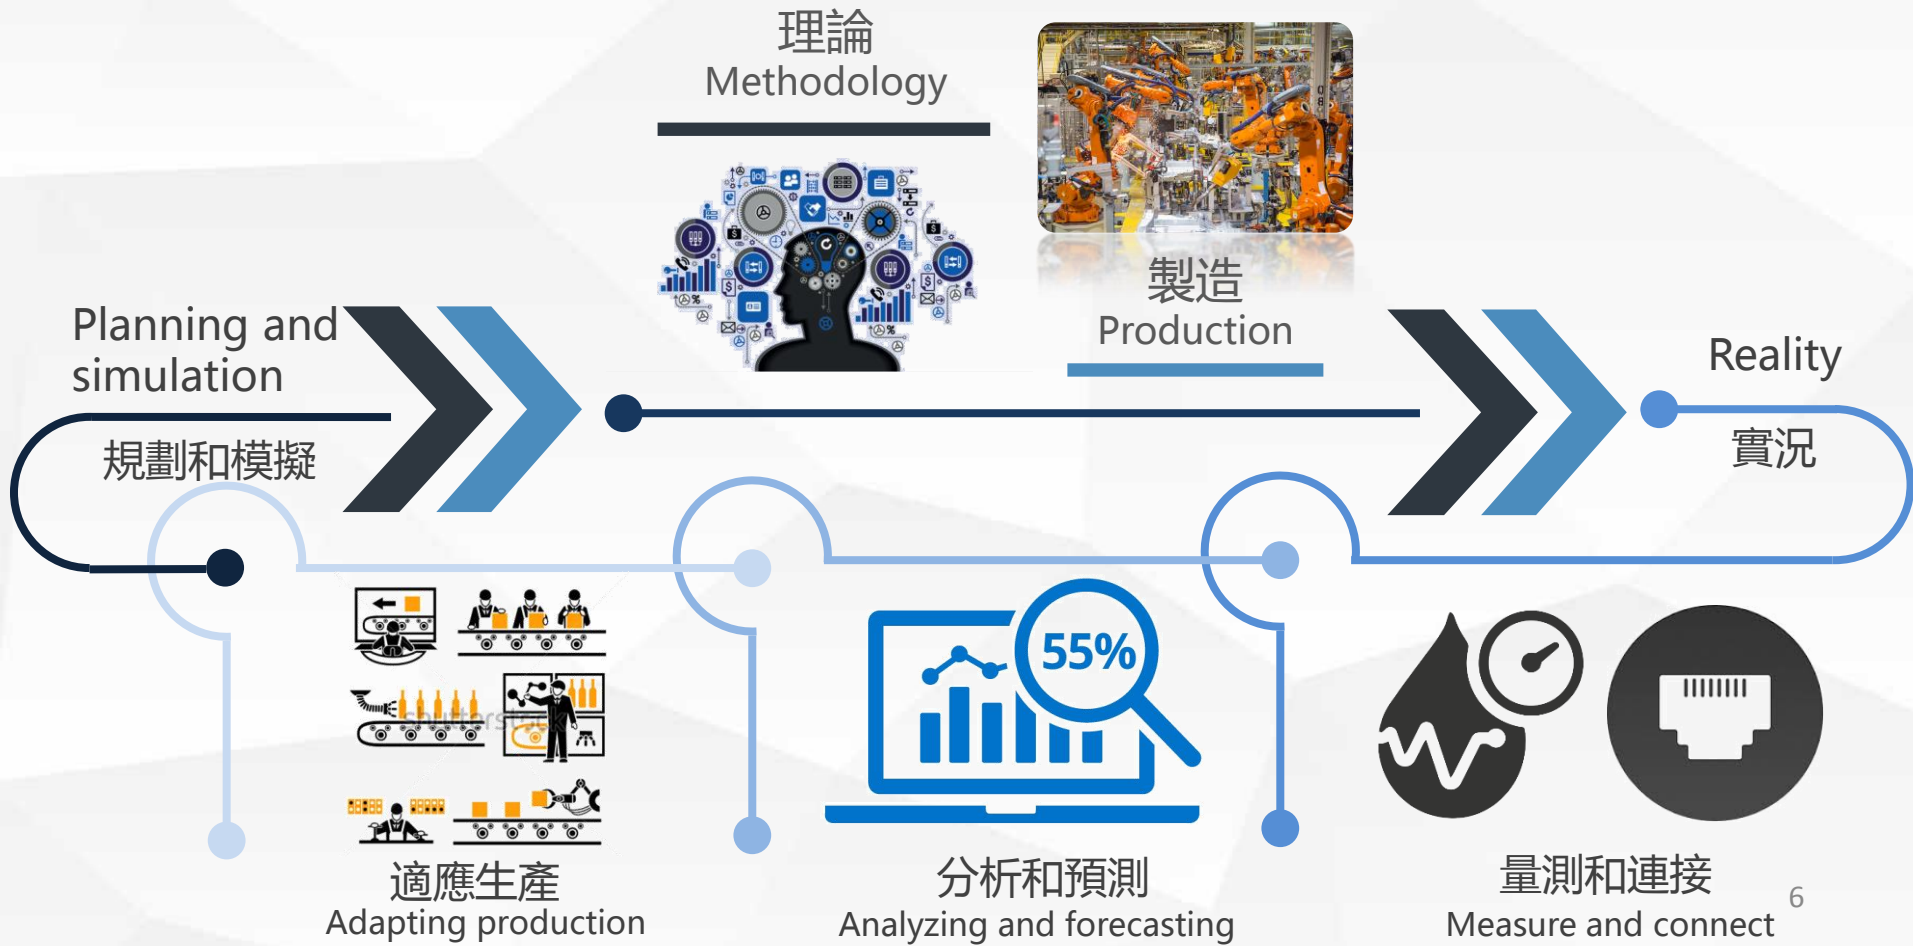 理論
Methodology
製造
Production
Planning and
simulation
規劃和模擬
Reality
實況
55%
shutterstock
適應生產
Adapting production
分析和預測
Analyzing and forecasting
量測和連接
Measure and connect
6